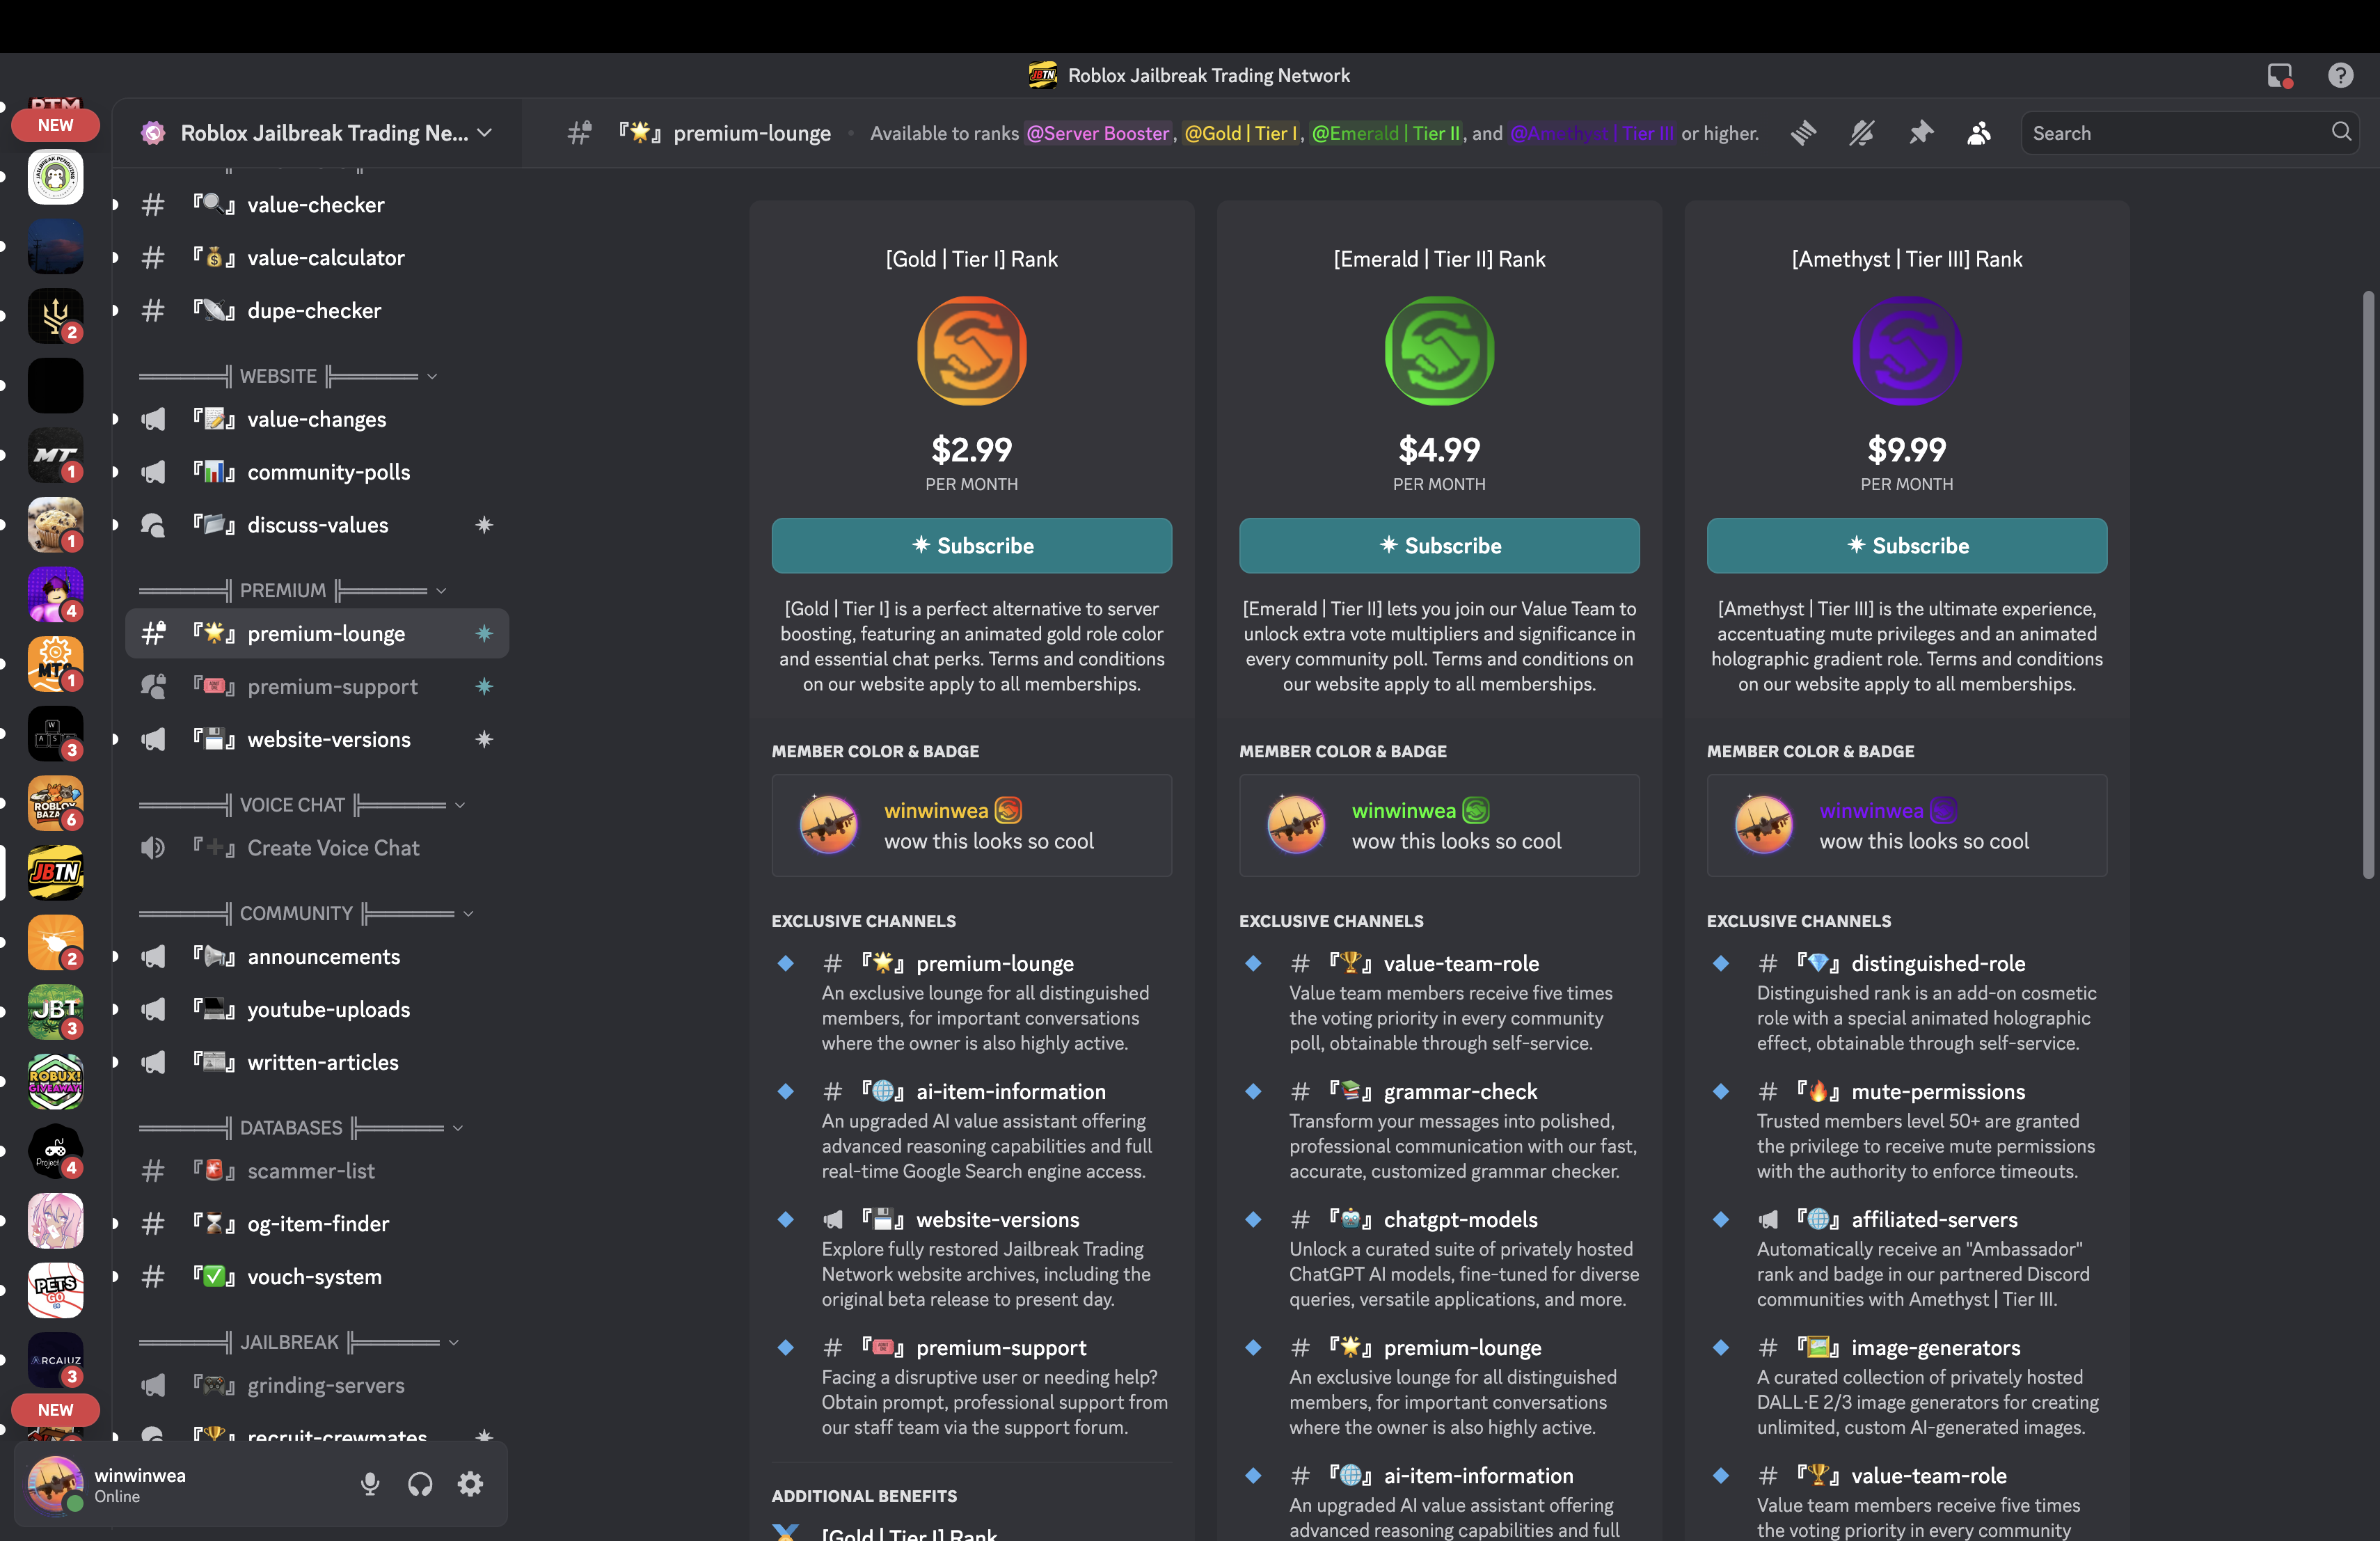 Roblox Jailbreak Trading Network
NEW
2
MT
1
1
4
1
W
A S
3
ROBLOX
6
JBTN
2
JBT
3
ROBUX!
GIVEAWAY!
Project
4
PETS
GO
ARCAIUZ
3
NEW
Roblox Jailbreak Trading Ne...
value-checker
value-calculator
dupe-checker
WEBSITE
value-changes
community-polls
discuss-values
PREMIUM
premium-lounge
premium-support
website-versions
VOICE CHAT
Create Voice Chat
COMMUNITY
announcements
youtube-uploads
written-articles
DATABASES
scammer-list
og-item-finder
vouch-system
JAILBREAK
grinding-servers
recruit-crewmates
winwinwea
Online
premium-lounge
Available to ranks @Server Booster, @Gold | Tier I, @Emerald | Tier II, and @Amethyst | Tier III or higher.
Search
[Gold | Tier I] Rank
$2.99
PER MONTH
Subscribe
[Gold | Tier I] is a perfect alternative to server
boosting, featuring an animated gold role color
and essential chat perks. Terms and conditions
on our website apply to all memberships.
MEMBER COLOR & BADGE
winwinwea
wow this looks so cool
EXCLUSIVE CHANNELS
premium-lounge
An exclusive lounge for all distinguished
members, for important conversations
where the owner is also highly active.
ai-item-information
An upgraded AI value assistant offering
advanced reasoning capabilities and full
real-time Google Search engine access.
website-versions
Explore fully restored Jailbreak Trading
Network website archives, including the
original beta release to present day.
premium-support
Facing a disruptive user or needing help?
Obtain prompt, professional support from
our staff team via the support forum.
ADDITIONAL BENEFITS
[Gold | Tier I] Rank
[Emerald | Tier II] Rank
$4.99
PER MONTH
Subscribe
[Emerald | Tier II] lets you join our Value Team to
unlock extra vote multipliers and significance in
every community poll. Terms and conditions on
our website apply to all memberships.
MEMBER COLOR & BADGE
winwinwea
wow this looks so cool
EXCLUSIVE CHANNELS
value-team-role
Value team members receive five times
the voting priority in every community
poll, obtainable through self-service.
grammar-check
Transform your messages into polished,
professional communication with our fast,
accurate, customized grammar checker.
chatgpt-models
Unlock a curated suite of privately hosted
ChatGPT AI models, fine-tuned for diverse
queries, versatile applications, and more.
premium-lounge
An exclusive lounge for all distinguished
members, for important conversations
where the owner is also highly active.
ai-item-information
An upgraded AI value assistant offering
advanced reasoning capabilities and full
[Amethyst | Tier III] Rank
$9.99
PER MONTH
Subscribe
[Amethyst | Tier III] is the ultimate experience,
accentuating mute privileges and an animated
holographic gradient role. Terms and conditions
on our website apply to all memberships.
MEMBER COLOR & BADGE
winwinwea
wow this looks so cool
EXCLUSIVE CHANNELS
distinguished-role
Distinguished rank is an add-on cosmetic
role with a special animated holographic
effect, obtainable through self-service.
mute-permissions
Trusted members level 50+ are granted
the privilege to receive mute permissions
with the authority to enforce timeouts.
affiliated-servers
Automatically receive an "Ambassador"
rank and badge in our partnered Discord
communities with Amethyst | Tier III.
image-generators
A curated collection of privately hosted
DALL·E 2/3 image generators for creating
unlimited, custom AI-generated images.
value-team-role
Value team members receive five times
the voting priority in every community